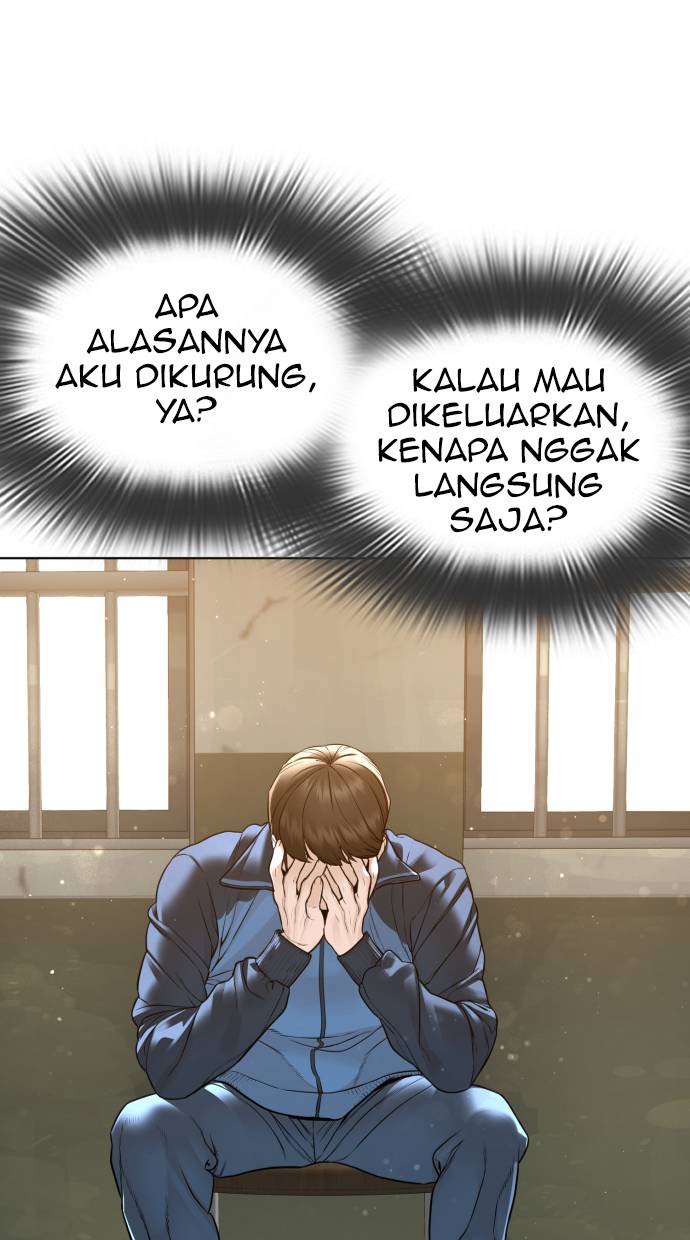 APA
ALASANNYA
AKU DIKURUNG,
YA?
KALAU MAU
DIKELUARKAN,
KENAPA NGGAK
LANGSUNG
SAJA?